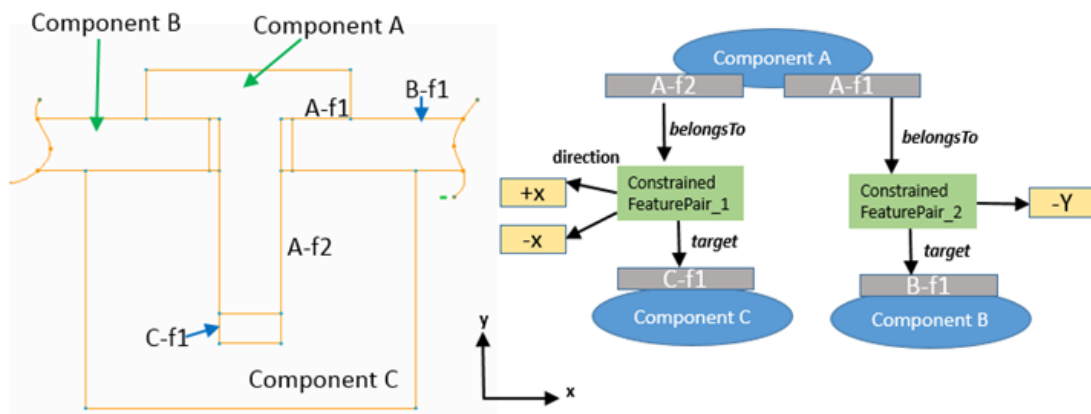 Component B
Component A
B-f1
A-f1
A-f2
C-f1
Component C
y
x
Component A
A-f2
A-f1
belongsTo
belongsTo
direction
+x
-x
Constrained
FeaturePair_1
Constrained
FeaturePair_2
-Y
target
target
C-f1
B-f1
Component C
Component B